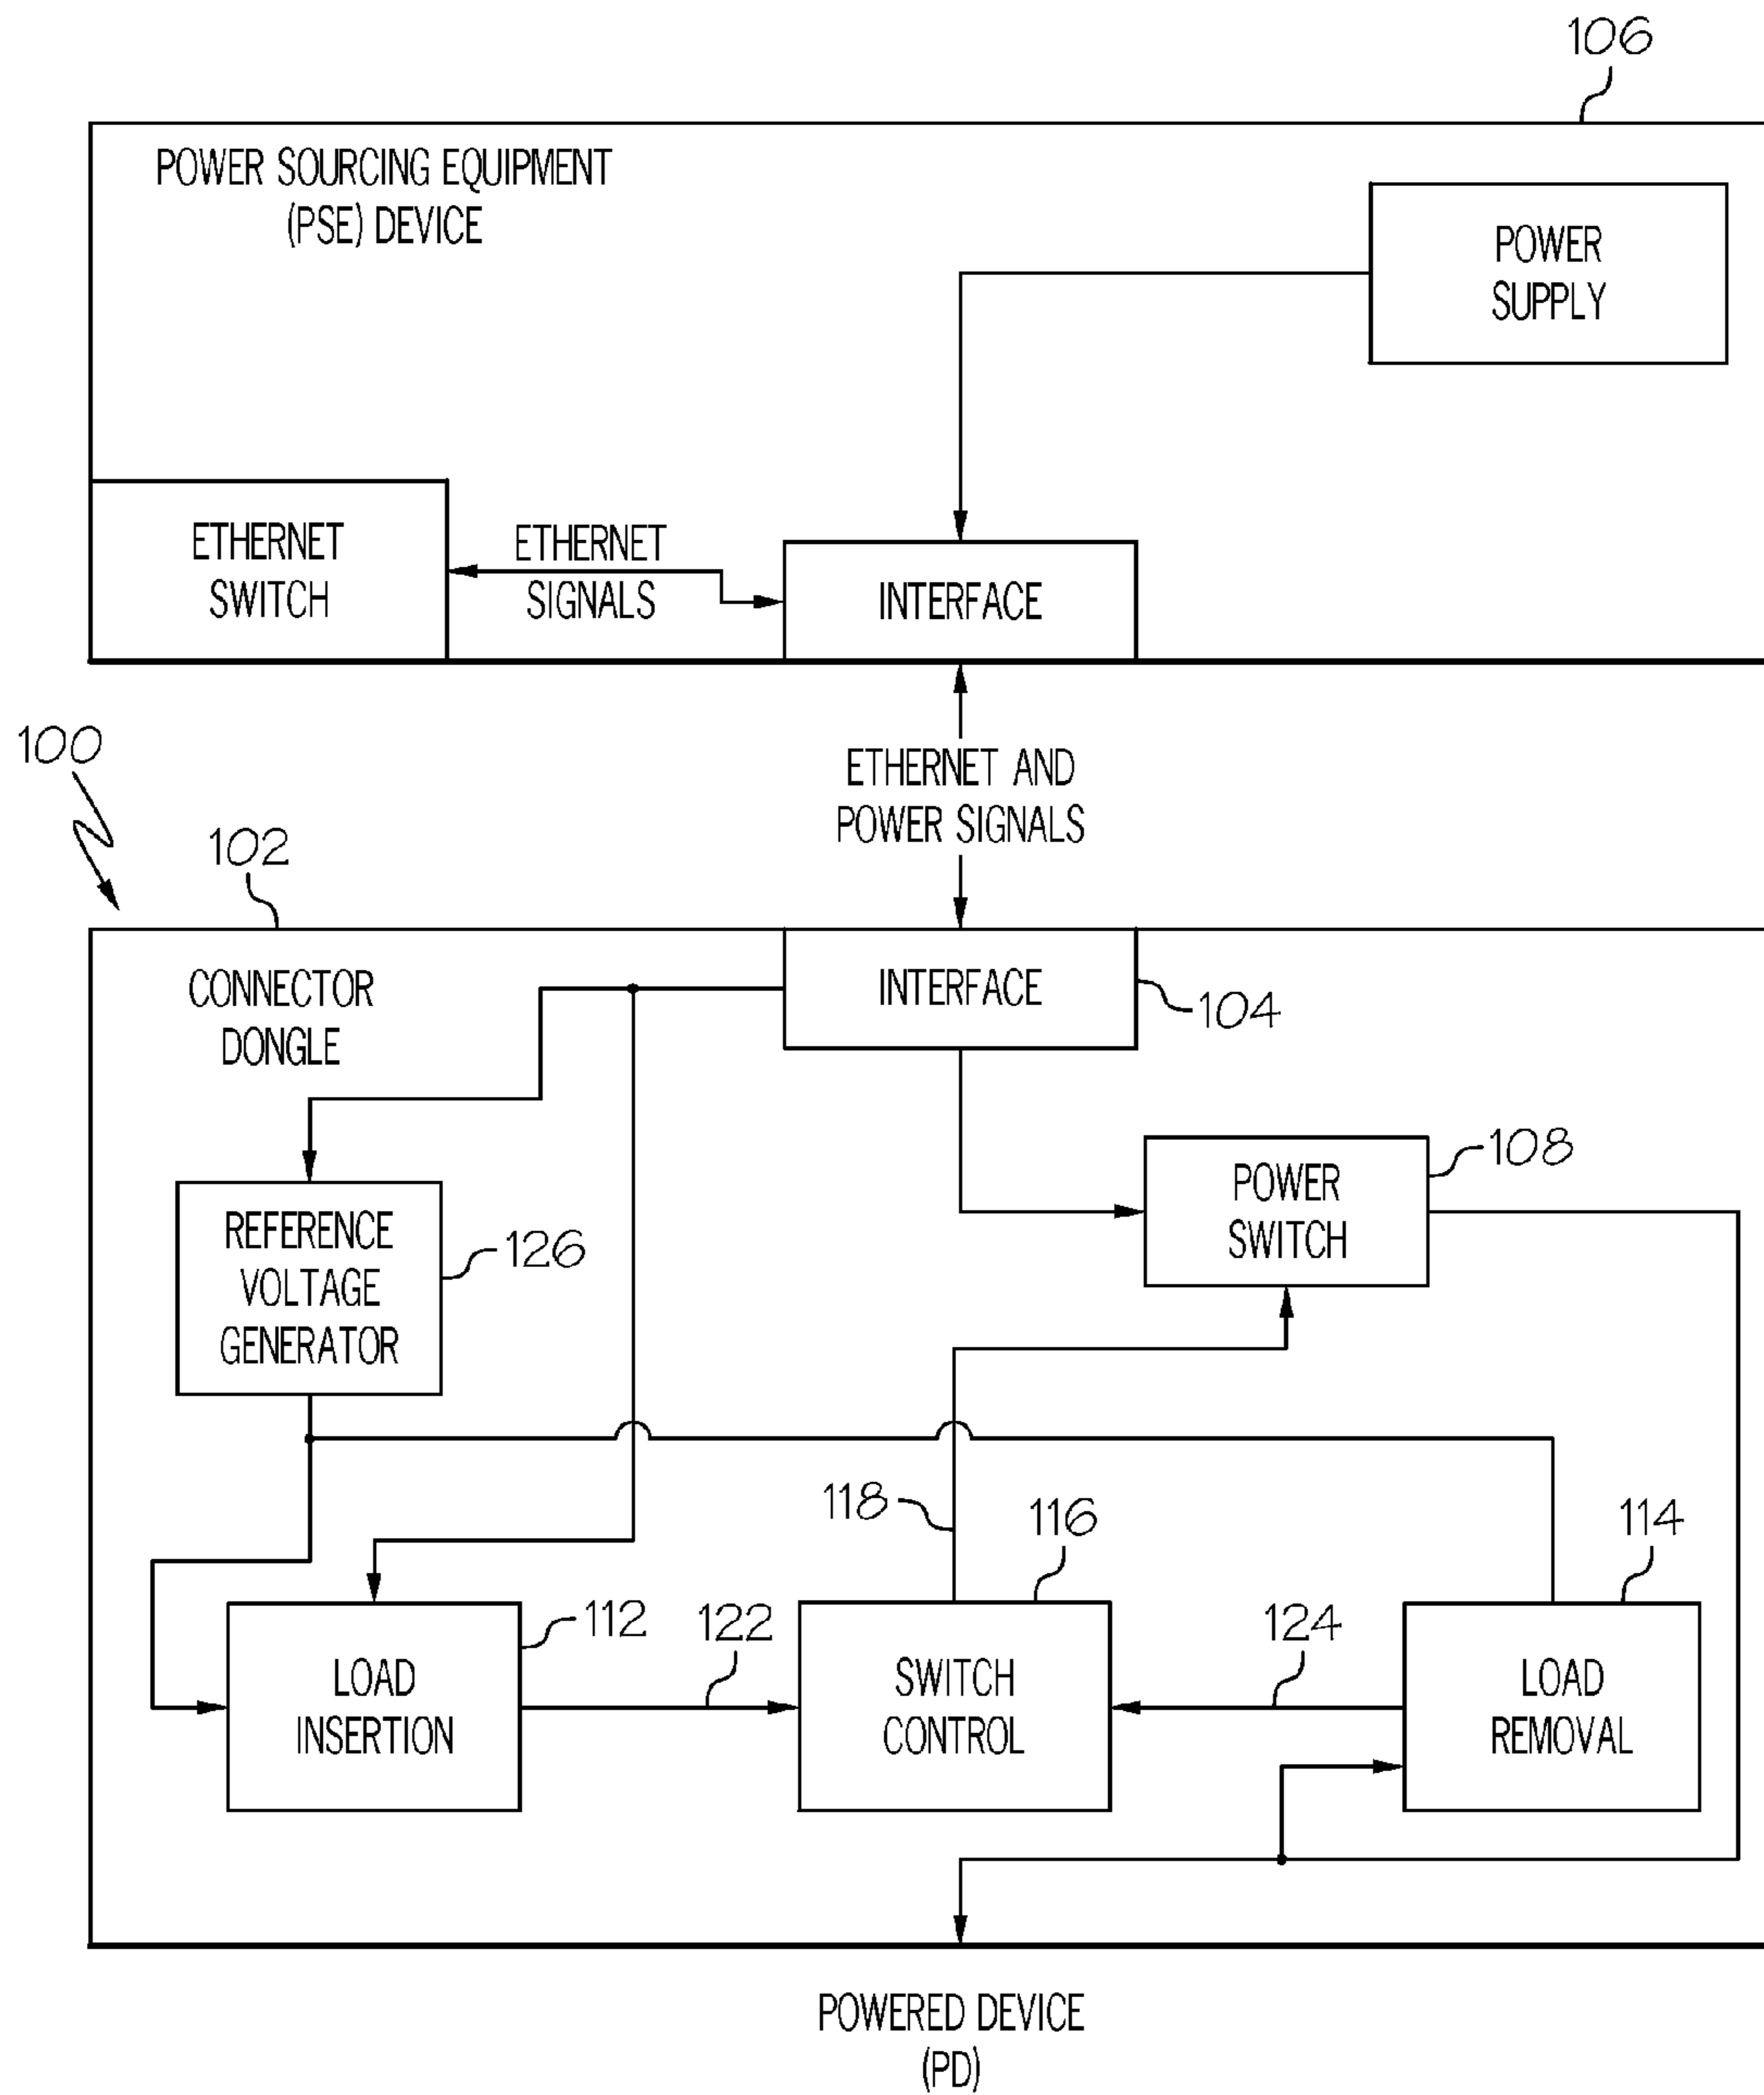 106
POWER SOURCING EQUIPMENT
(PSE) DEVICE
POWER
SUPPLY
ETHERNET
SWITCH
ETHERNET
SIGNALS
INTERFACE
100
ETHERNET AND
POWER SIGNALS
102
CONNECTOR
DONGLE
INTERFACE
104
108
POWER
SWITCH
REFERENCE
VOLTAGE
GENERATOR
126
118
116
114
112
122
124
LOAD
INSERTION
SWITCH
CONTROL
LOAD
REMOVAL
POWERED DEVICE
(PD)